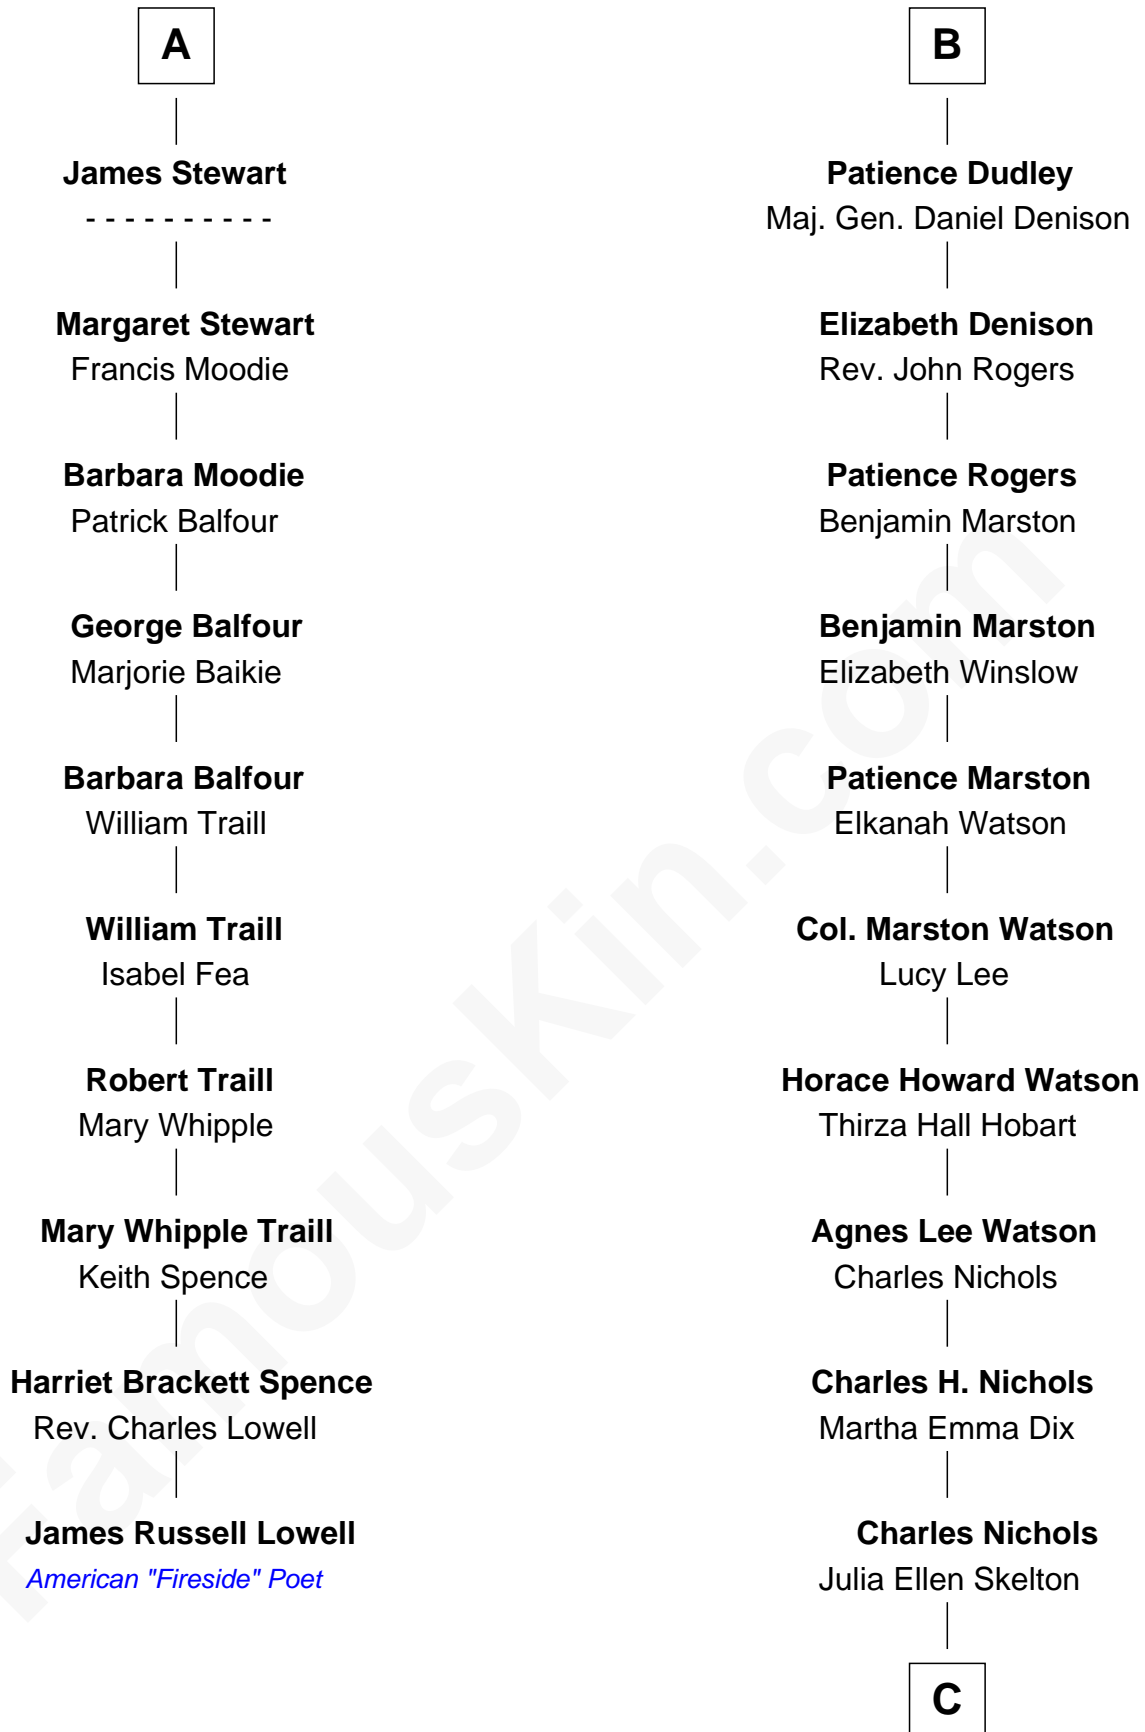 A
James Stewart
- - - - - - - - - -
Margaret Stewart
Francis Moodie
Barbara Moodie
Patrick Balfour
George Balfour
Marjorie Baikie
Barbara Balfour
William Traill
William Traill
Isabel Fea
Robert Traill
Mary Whipple
Mary Whipple Traill
Keith Spence
Harriet Brackett Spence
Rev. Charles Lowell
James Russell Lowell
American "Fireside" Poet
B
Patience Dudley
Maj. Gen. Daniel Denison
Elizabeth Denison
Rev. John Rogers
Patience Rogers
Benjamin Marston
Benjamin Marston
Elizabeth Winslow
Patience Marston
Elkanah Watson
Col. Marston Watson
Lucy Lee
Horace Howard Watson
Thirza Hall Hobart
Agnes Lee Watson
Charles Nichols
Charles H. Nichols
Martha Emma Dix
Charles Nichols
Julia Ellen Skelton
C
FamousKin.com